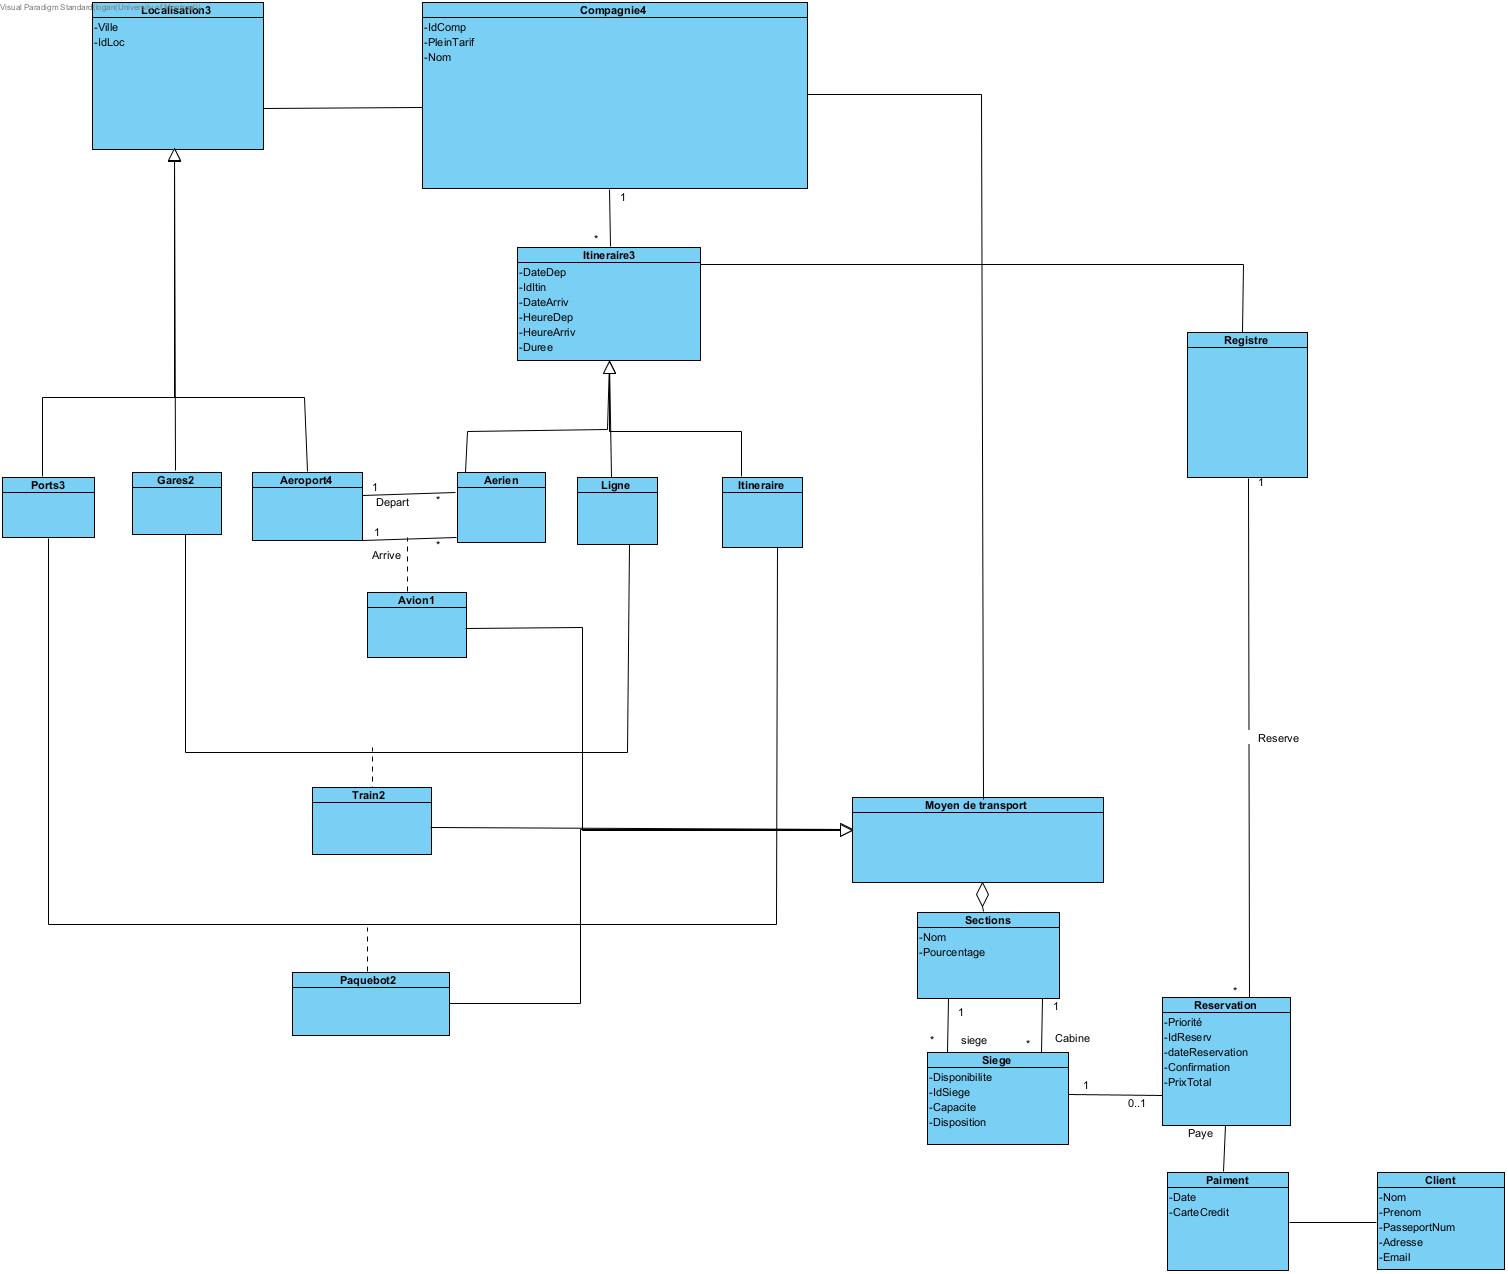 Visual Paradigm Standard
Localisation3
-Ville
-IdLoc
Compagnie4
-IdComp
-PleinTarif
-Nom
1
*
Itineraire3
-DateDep
-IdItin
-DateArriv
-HeureDep
-HeureArriv
-Duree
Registre
1
Ports3
Gares2
Aeroport4
1
Depart
*
1
Arrive
*
Aerien
Ligne
Itineraire
Avion1
Reserve
Train2
Moyen de transport
Sections
-Nom
-Pourcentage
Paquebot2
1
*
siege
1
*
Cabine
Siege
-Disponibilite
-IdSiege
-Capacite
-Disposition
1
0..1
*
Reservation
-Priorité
-IdReserv
-dateReservation
-Confirmation
-PrixTotal
Paye
Paiment
-Date
-CarteCredit
Client
-Nom
-Prenom
-PasseportNum
-Adresse
-Email